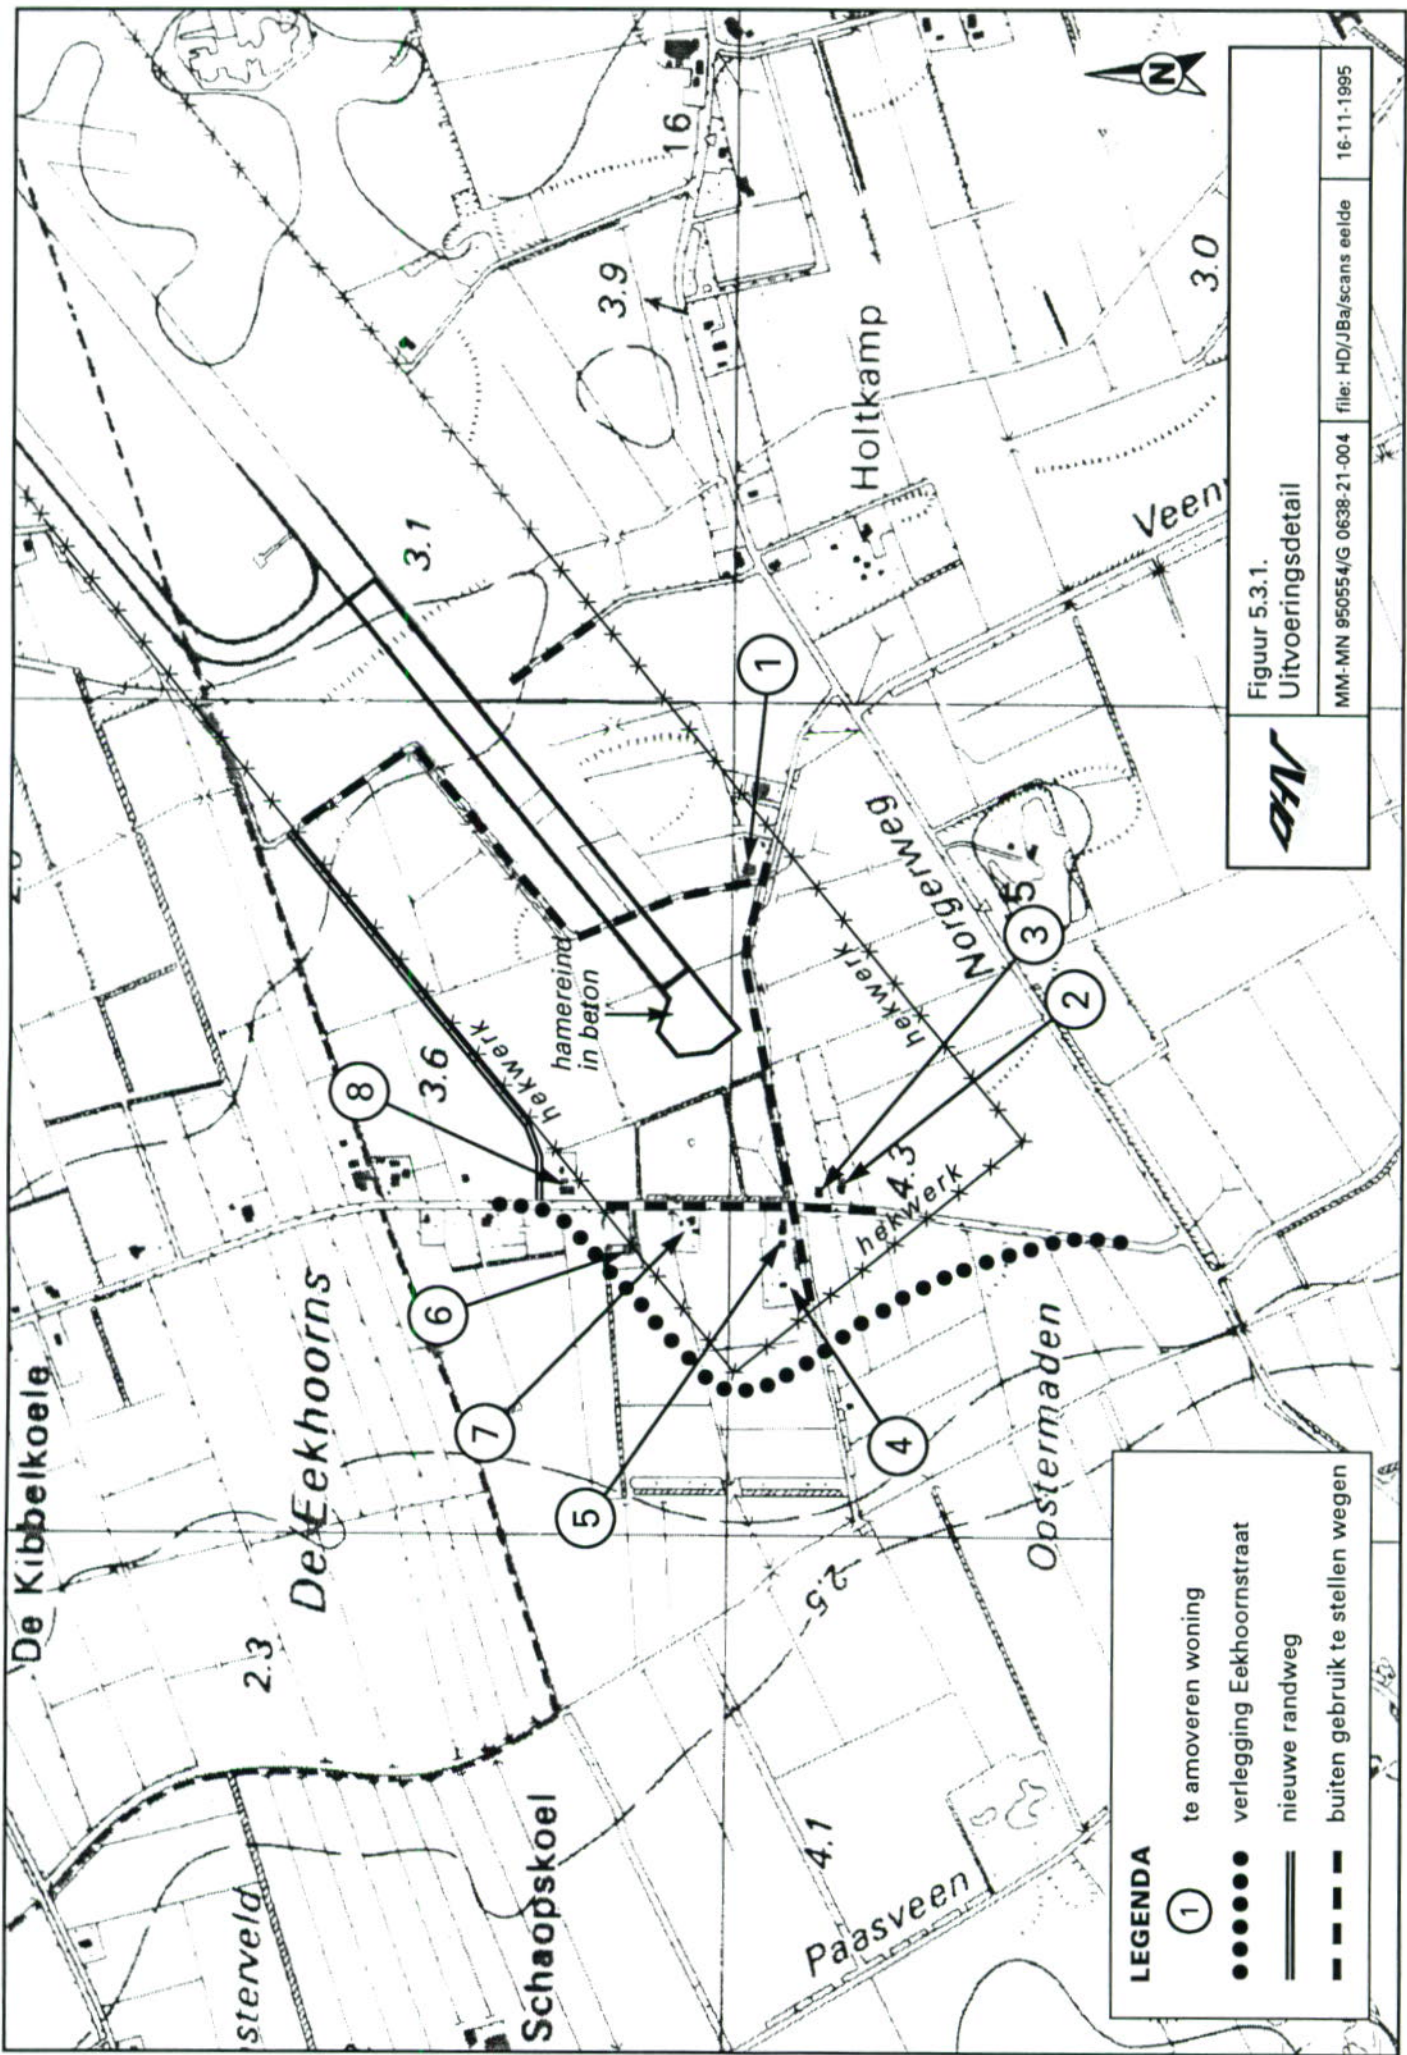 De Kibbelkoele
De Eekhoorns
2.3
sterveld
Schaopskoel
Paasveen
4.1
2.5
Oostermaden
3.6
hekwerk
hamereind
in beton
3.1
3.9
16
Holtkamp
3.0
Norgerweg
hekwerk
4.3
hekwerk
5
1
2
3
4
5
6
7
8
N
LEGENDA
1 te amoveren woning
verlegging Eekhoornstraat
nieuwe randweg
buiten gebruik te stellen wegen
DHV
Figuur 5.3.1.
Uitvoeringsdetail
MM-MN 950554/G 0638-21-004 file: HD/JBa/scans eelde 16-11-1995